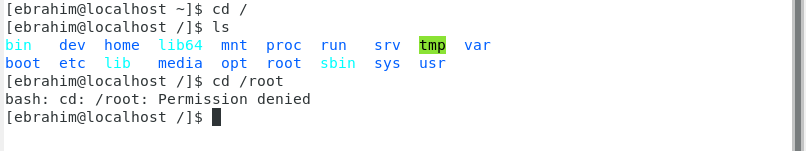 [ebrahim@localhost ~]$ cd /
[ebrahim@localhost /]$ ls
bin   dev  home  lib64  mnt  proc  run   srv  tmp  var
boot  etc  lib   media  opt  root  sbin  sys  usr
[ebrahim@localhost /]$ cd /root
bash: cd: /root: Permission denied
[ebrahim@localhost /]$